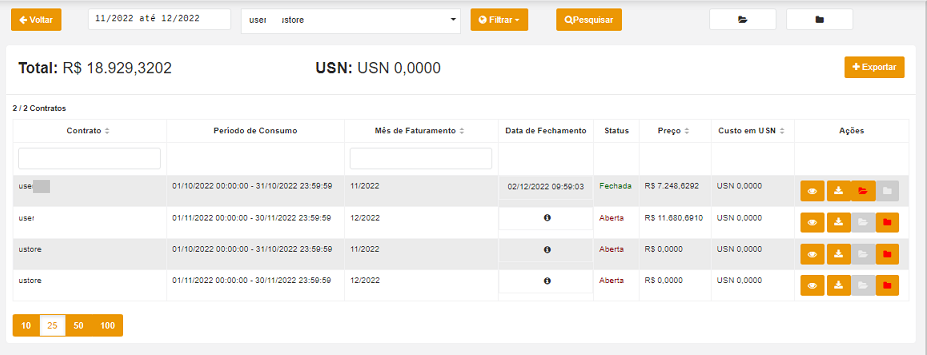 Voltar
11/2022 até 12/2022
user ustore
Filtrar
Pesquisar
Total: R$ 18.929,3202
USN: USN 0,0000
Exportar
2 / 2 Contratos
Contrato Período de Consumo Mês de Faturamento Data de Fechamento Status Preço Custo em USN Ações
use 01/10/2022 00:00:00 - 31/10/2022 23:59:59 11/2022 02/12/2022 09:59:03 Fechada R$ 7.248,6292 USN 0,0000
user 01/11/2022 00:00:00 - 30/11/2022 23:59:59 12/2022 Aberta R$ 11.680,6910 USN 0,0000
ustore 01/10/2022 00:00:00 - 31/10/2022 23:59:59 11/2022 Aberta R$ 0,0000 USN 0,0000
ustore 01/11/2022 00:00:00 - 30/11/2022 23:59:59 12/2022 Aberta R$ 0,0000 USN 0,0000
10 25 50 100